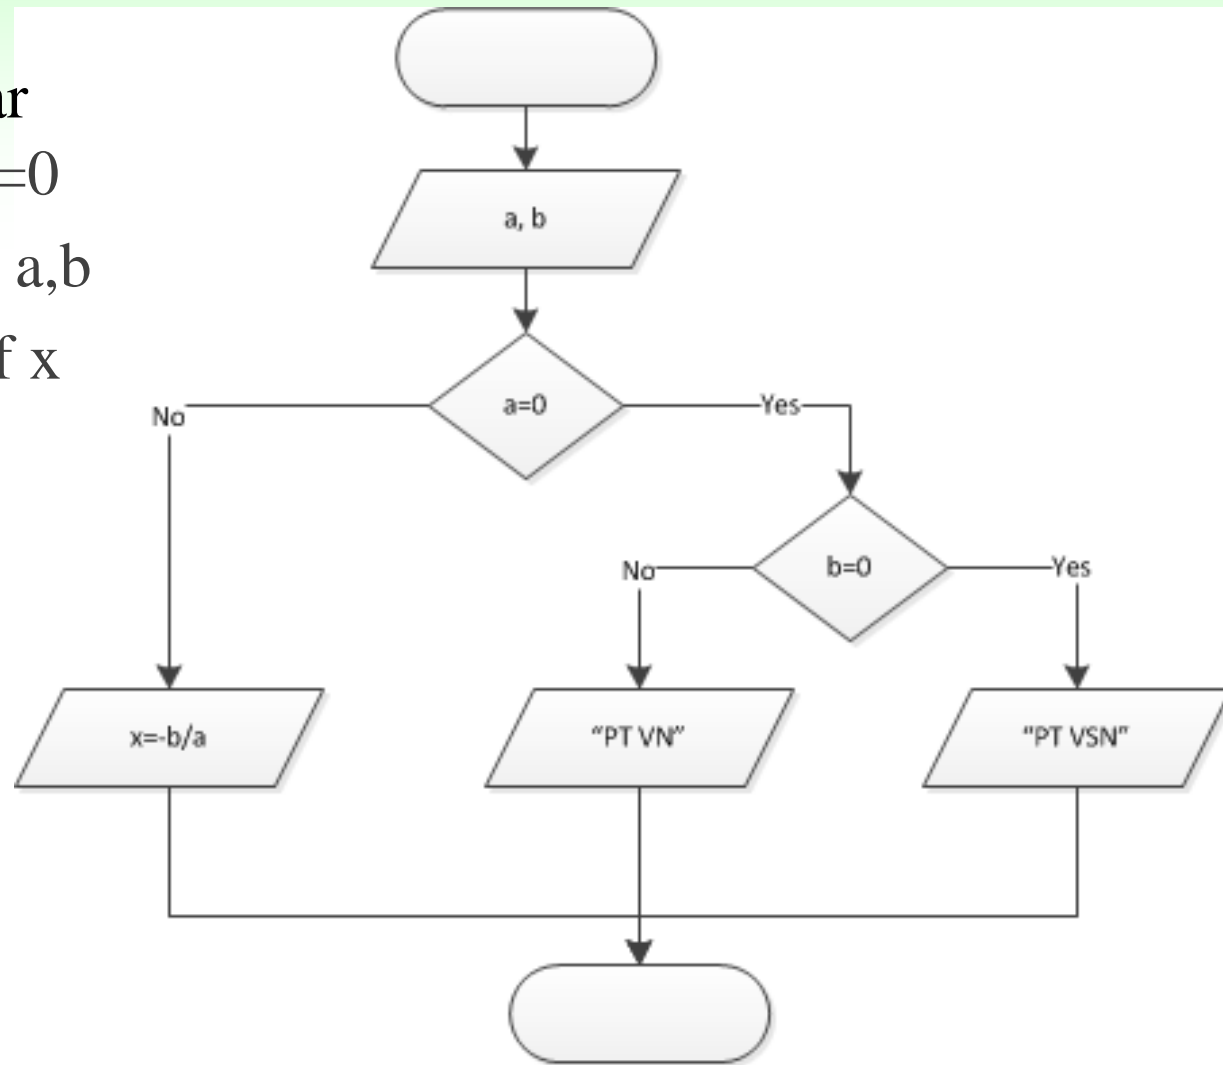 ar
=0
a,b
f x
a, b
a=0
No
Yes
b=0
No
Yes
x=-b/a
“PT VN”
“PT VSN”